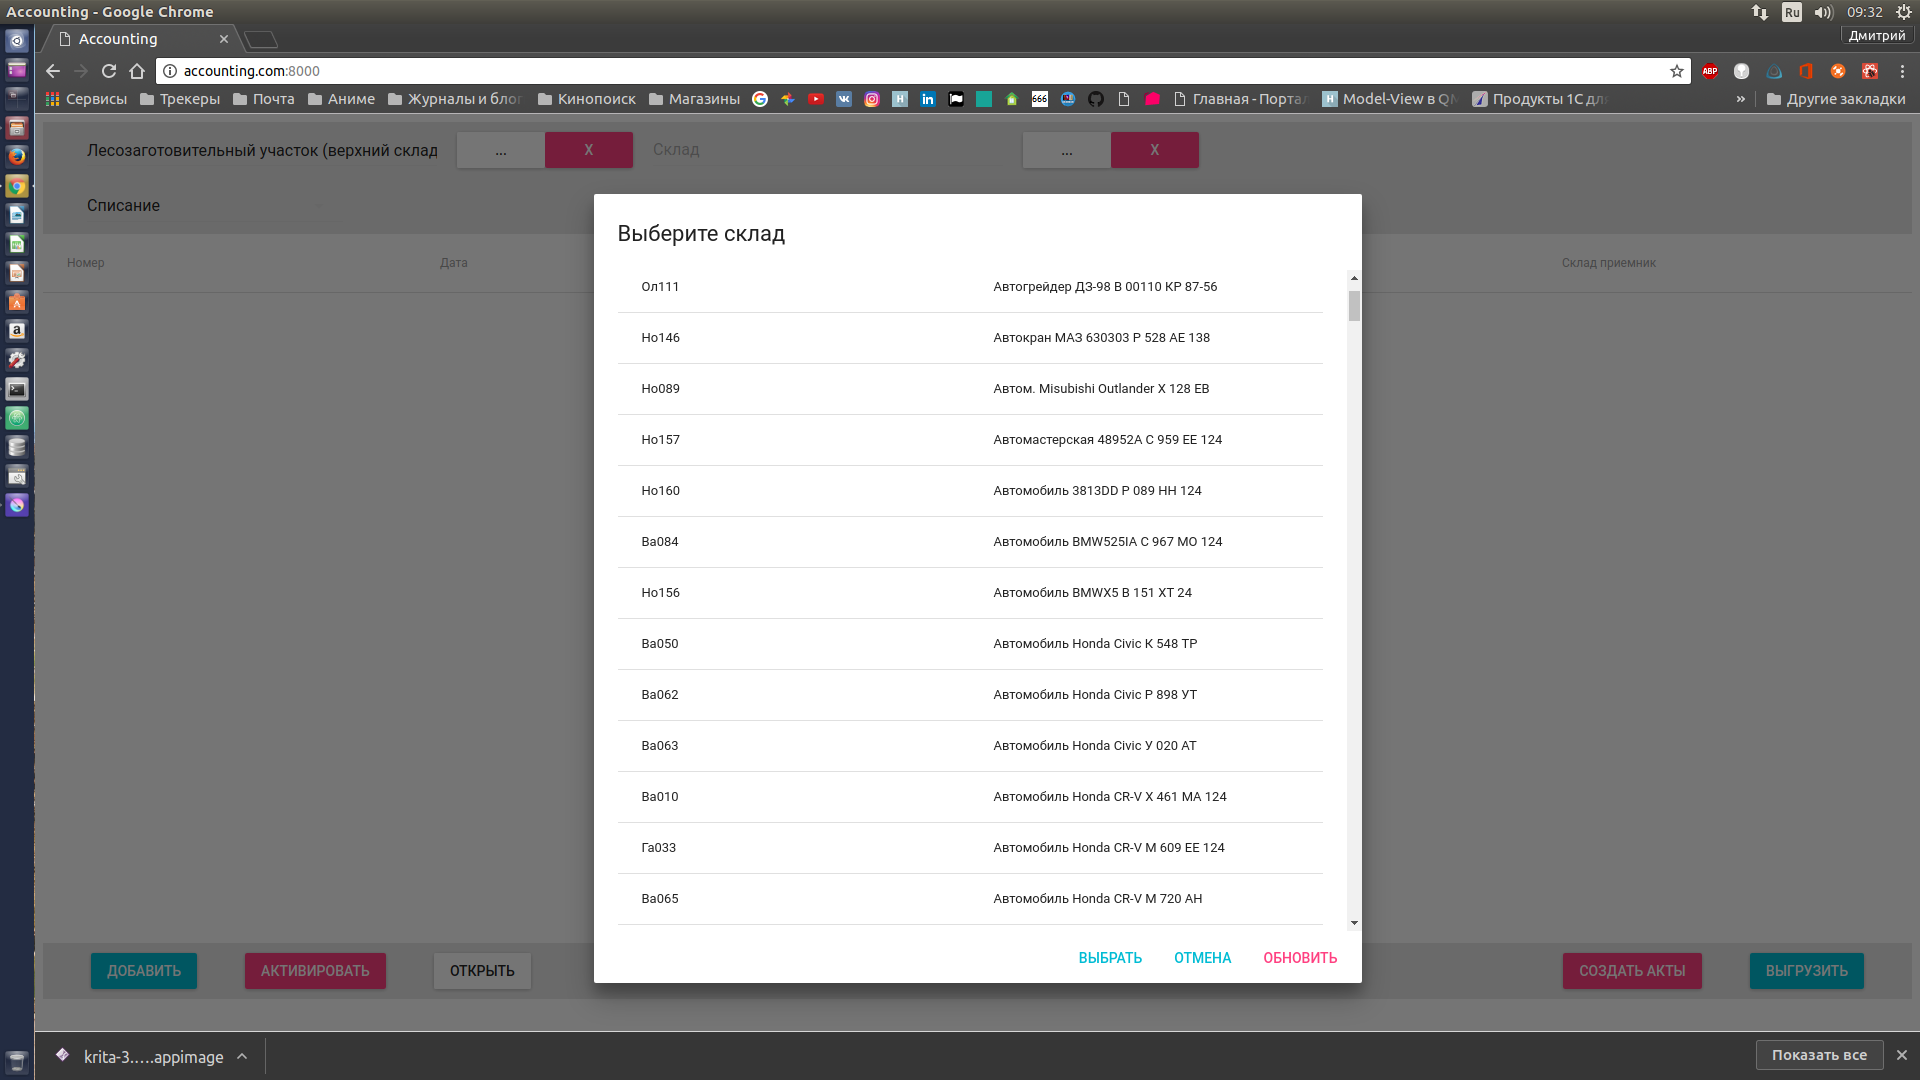 Accounting - Google Chrome
Ru
09:32
Accounting
Дмитрий
accounting.com:8000
ABP
Сервисы
Трекеры
Почта
Аниме
Журналы и блог
Кинопоиск
Магазины
666
Главная - Портал
Model-View в QM
Продукты 1С для
»
Другие закладки
Лесозаготовительный участок (верхний склад
...
X
Склад
...
X
Списание
Номер
Дата
Склад приемник
Выберите склад
Ол111 Автогрейдер ДЗ-98 В 00110 КР 87-56
Но146 Автокран МАЗ 630303 Р 528 АЕ 138
Но089 Автом. Misubishi Outlander Х 128 ЕВ
Но157 Автомастерская 48952А С 959 ЕЕ 124
Но160 Автомобиль 3813DD Р 089 НН 124
Ва084 Автомобиль BMW525IA С 967 МО 124
Но156 Автомобиль BMWX5 В 151 ХТ 24
Ва050 Автомобиль Honda Civic К 548 ТР
Ва062 Автомобиль Honda Civic Р 898 УТ
Ва063 Автомобиль Honda Civic У 020 АТ
Ва010 Автомобиль Honda CR-V Х 461 МА 124
Га033 Автомобиль Honda CR-V М 609 ЕЕ 124
Ва065 Автомобиль Honda CR-V М 720 АН
ВЫБРАТЬ
ОТМЕНА
ОБНОВИТЬ
ДОБАВИТЬ
АКТИВИРОВАТЬ
ОТКРЫТЬ
СОЗДАТЬ АКТЫ
ВЫГРУЗИТЬ
krita-3.....appimage
Показать все